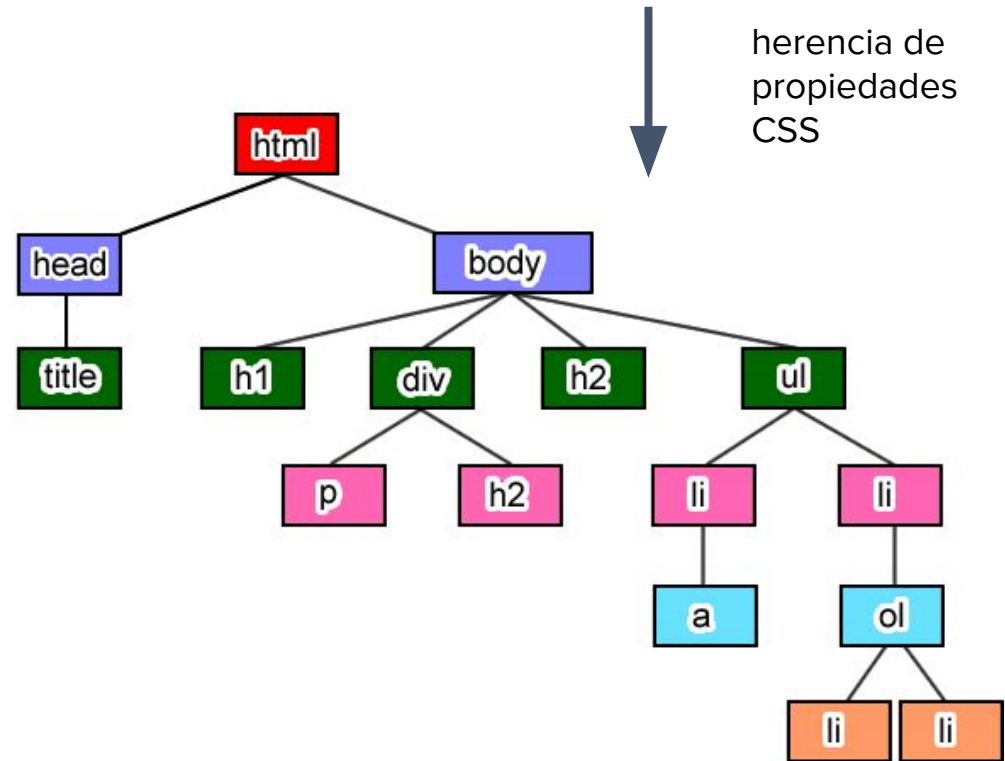 herencia de
propiedades
CSS
html
head
body
title
h1
div
h2
ul
p
h2
li
li
a
ol
li
li